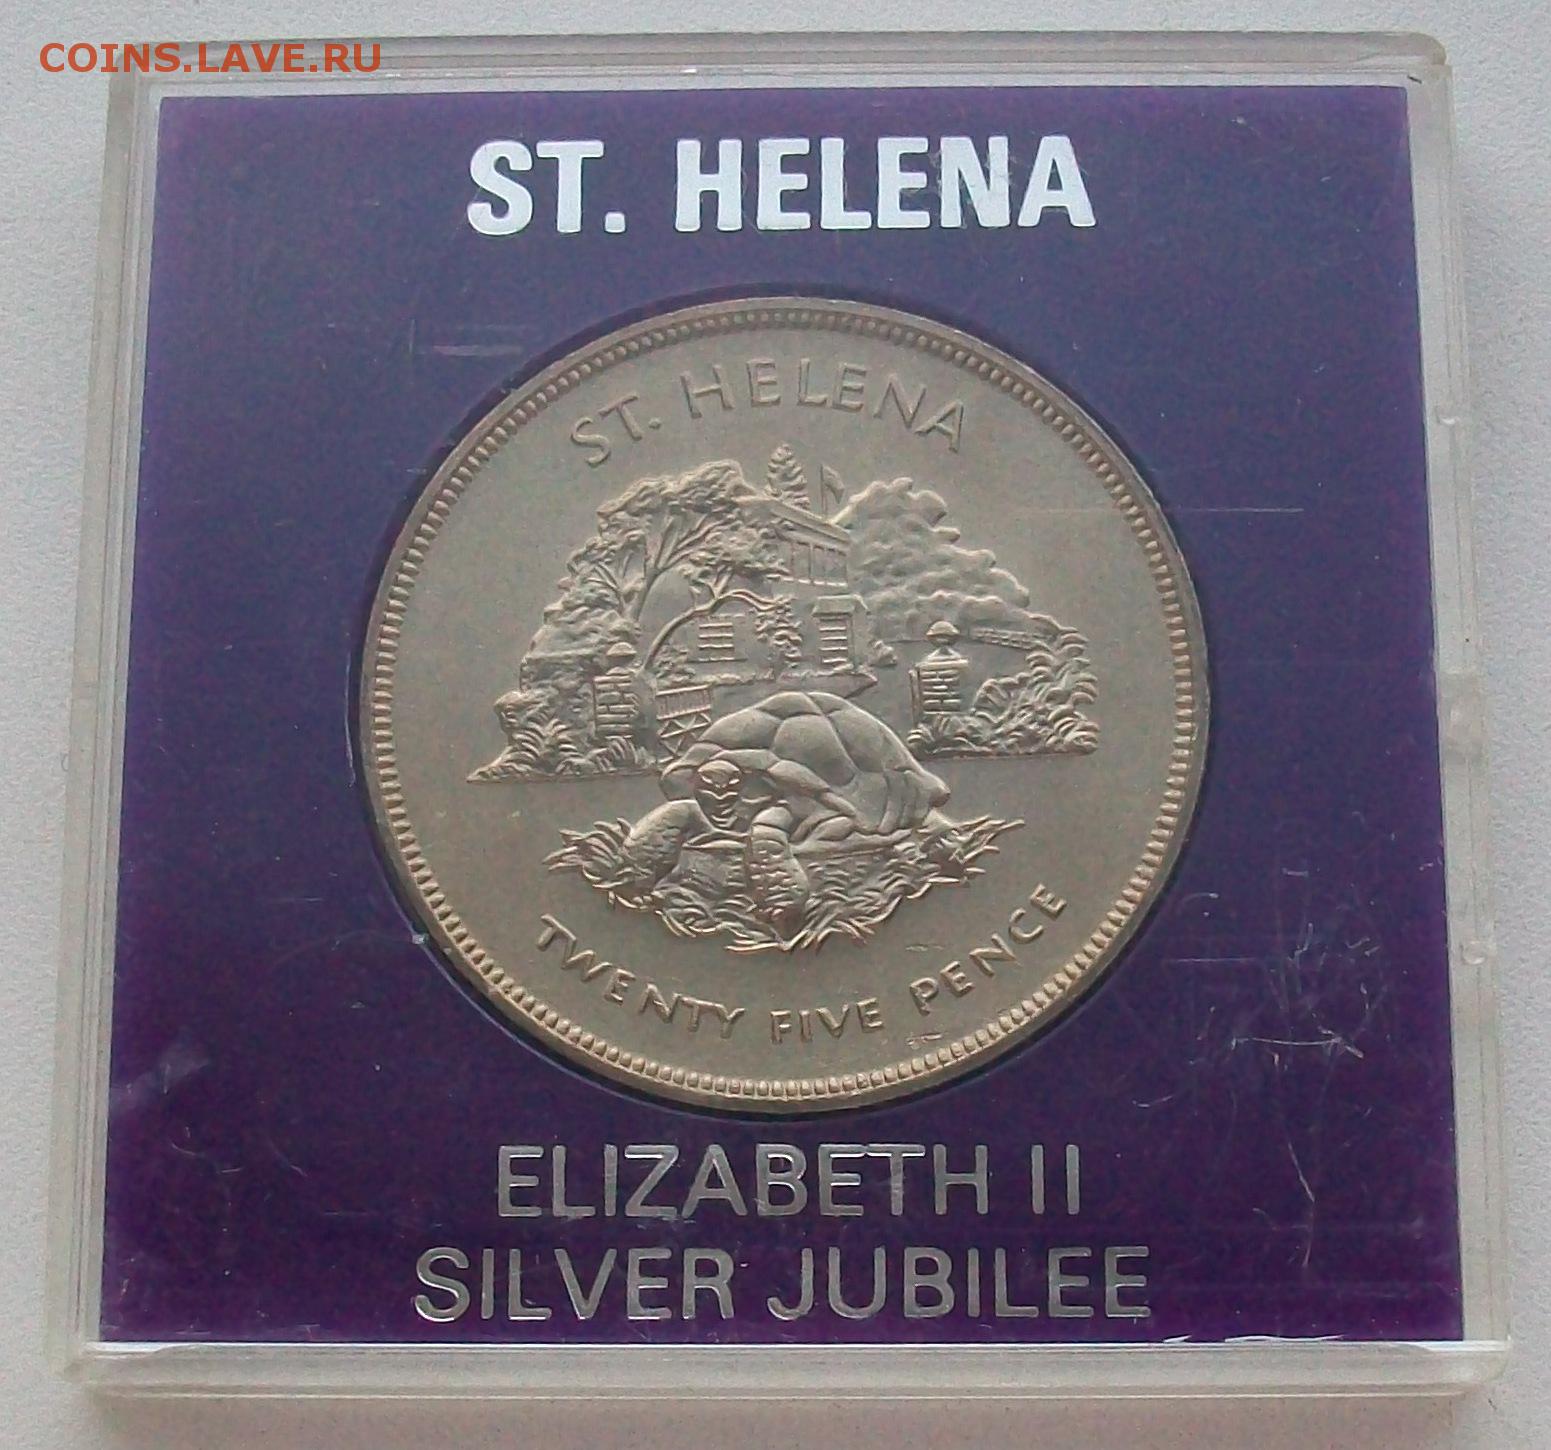 COINS.LAVE.RU
ST. HELENA
ST. HELENA
TWENTY FIVE PENCE
ELIZABETH II
SILVER JUBILEE